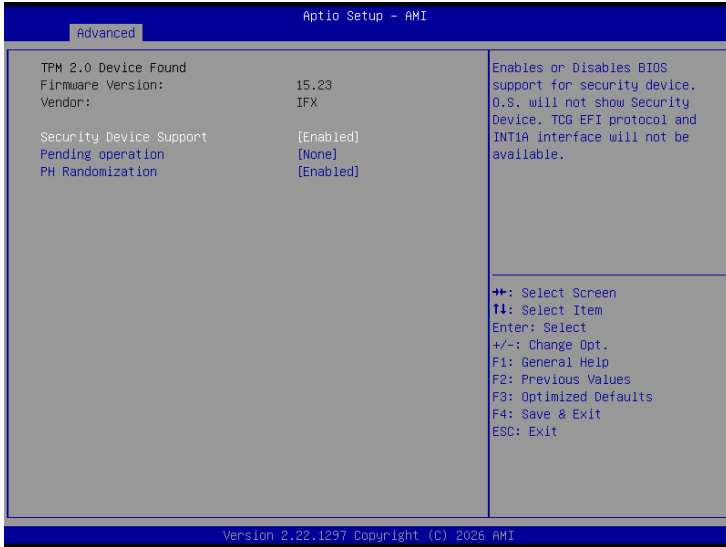 Aptio Setup – AMI
Advanced
TPM 2.0 Device Found
Firmware Version: 15.23
Vendor: IFX
Security Device Support [Enabled]
Pending operation [None]
PH Randomization [Enabled]
Enables or Disables BIOS
support for security device.
O.S. will not show Security
Device. TCG EFI protocol and
INT1A interface will not be
available.
→←: Select Screen
↑↓: Select Item
Enter: Select
+/-: Change Opt.
F1: General Help
F2: Previous Values
F3: Optimized Defaults
F4: Save & Exit
ESC: Exit
Version 2.22.1297 Copyright (C) 2026 AMI